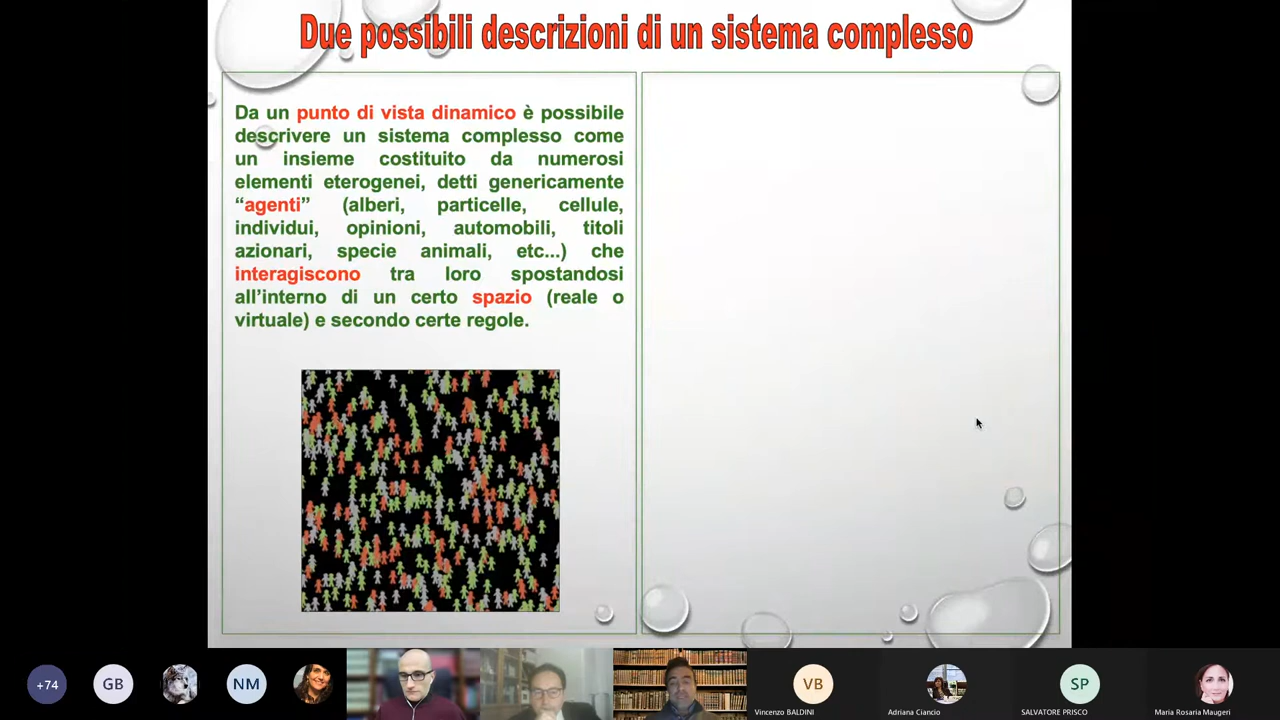 Due possibili descrizioni di un sistema complesso
Da un punto di vista dinamico è possibile
descrivere un sistema complesso come
un insieme costituito da numerosi
elementi eterogenei, detti genericamente
“agenti” (alberi, particelle, cellule,
individui, opinioni, automobili, titoli
azionari, specie animali, etc...) che
interagiscono tra loro spostandosi
all’interno di un certo spazio (reale o
virtuale) e secondo certe regole.
+74
GB
NM
VB
SP
Vincenzo BALDINI
Adriana Ciancio
SALVATORE PRISCO
Maria Rosaria Maugeri